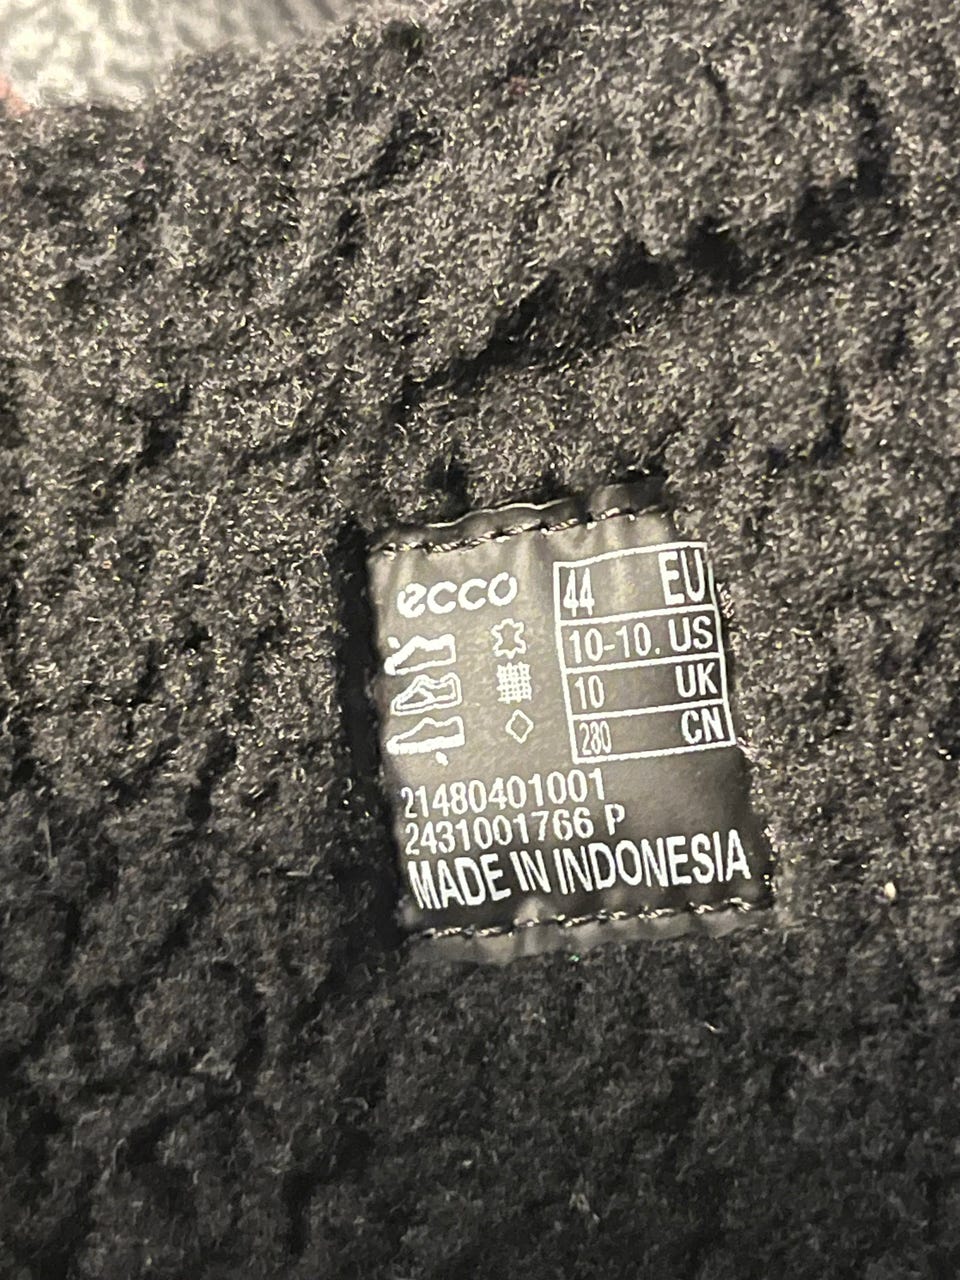 ecco
44 EU
10-10. US
10 UK
280 CN
21480401001
2431001766 P
MADE IN INDONESIA